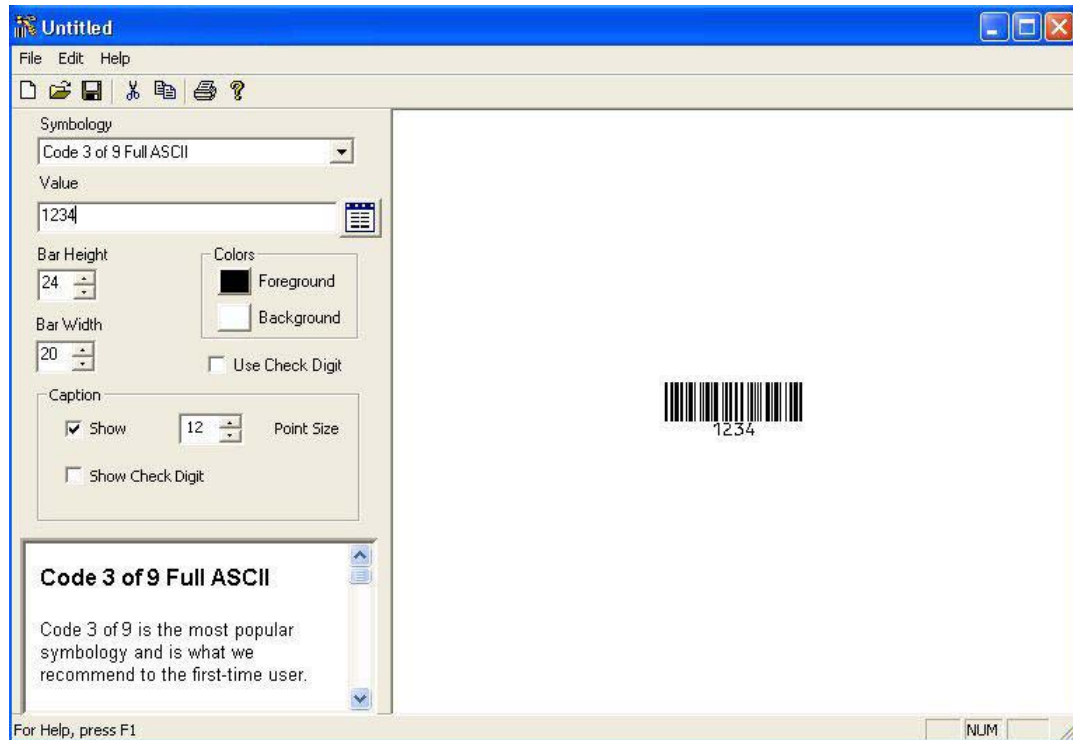 Untitled
File Edit Help
Symbology
Code 3 of 9 Full ASCII
Value
1234
Bar Height
24
Colors
Foreground
Background
Bar Width
20
Use Check Digit
Caption
Show 12 Point Size
Show Check Digit
1234
Code 3 of 9 Full ASCII
Code 3 of 9 is the most popular
symbology and is what we
recommend to the first-time user.
For Help, press F1 NUM